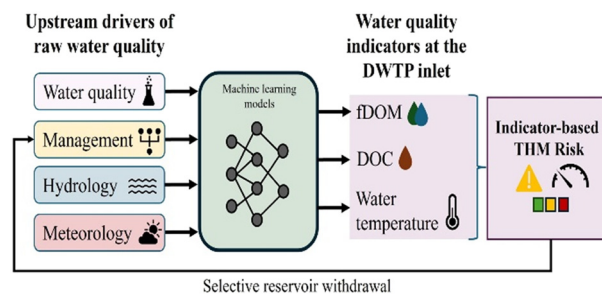 Upstream drivers of
raw water quality
Water quality
Management
Hydrology
Meteorology
Machine learning
models
Water quality
indicators at the
DWTP inlet
fDOM
DOC
Water
temperature
Indicator-based
THM Risk
Selective reservoir withdrawal